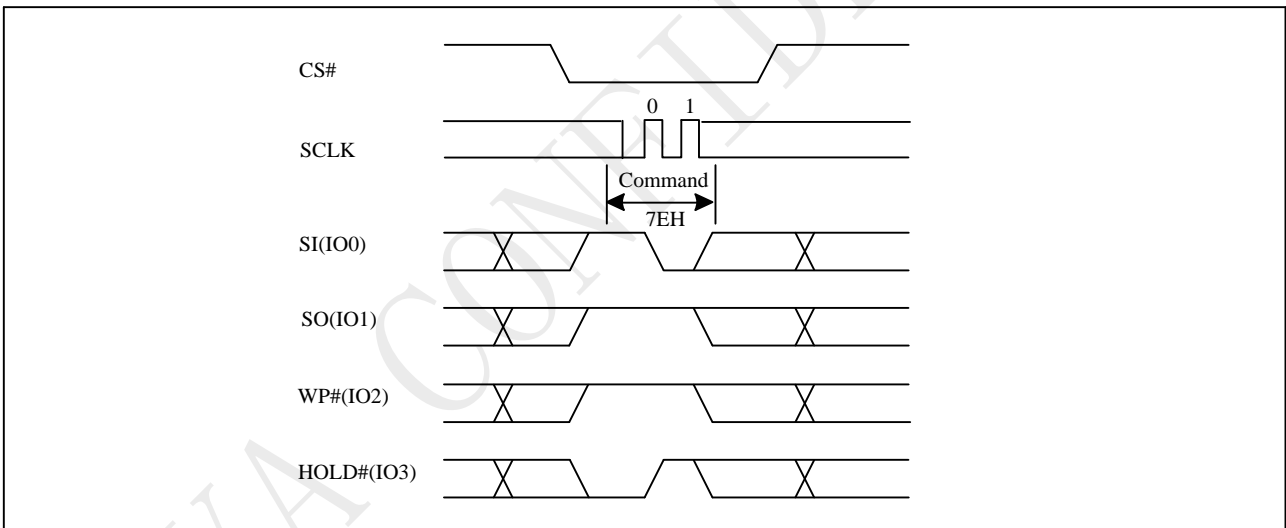 CS#
0 1
SCLK
Command
7EH
SI(IO0)
SO(IO1)
WP#(IO2)
HOLD#(IO3)